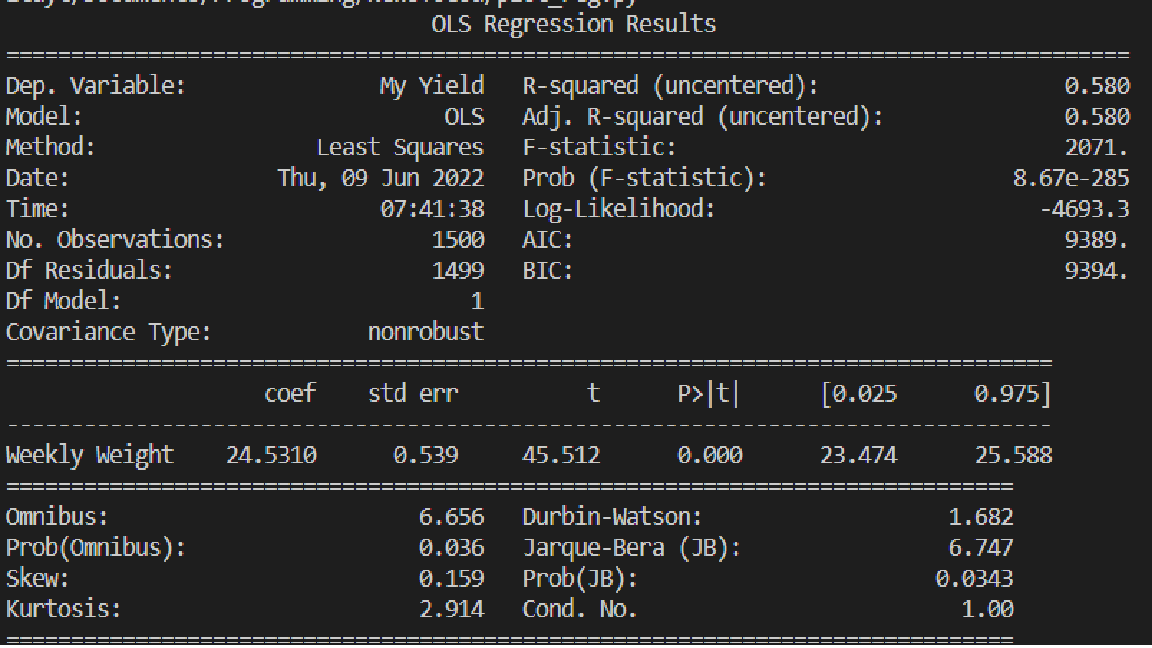 OLS Regression Results
==============================================================================
Dep. Variable: My Yield R-squared (uncentered): 0.580
Model: OLS Adj. R-squared (uncentered): 0.580
Method: Least Squares F-statistic: 2071.
Date: Thu, 09 Jun 2022 Prob (F-statistic): 8.67e-285
Time: 07:41:38 Log-Likelihood: -4693.3
No. Observations: 1500 AIC: 9389.
Df Residuals: 1499 BIC: 9394.
Df Model: 1
Covariance Type: nonrobust
==============================================================================
coef std err t P>|t| [0.025 0.975]
------------------------------------------------------------------------------
Weekly Weight 24.5310 0.539 45.512 0.000 23.474 25.588
==============================================================================
Omnibus: 6.656 Durbin-Watson: 1.682
Prob(Omnibus): 0.036 Jarque-Bera (JB): 6.747
Skew: 0.159 Prob(JB): 0.0343
Kurtosis: 2.914 Cond. No. 1.00
==============================================================================